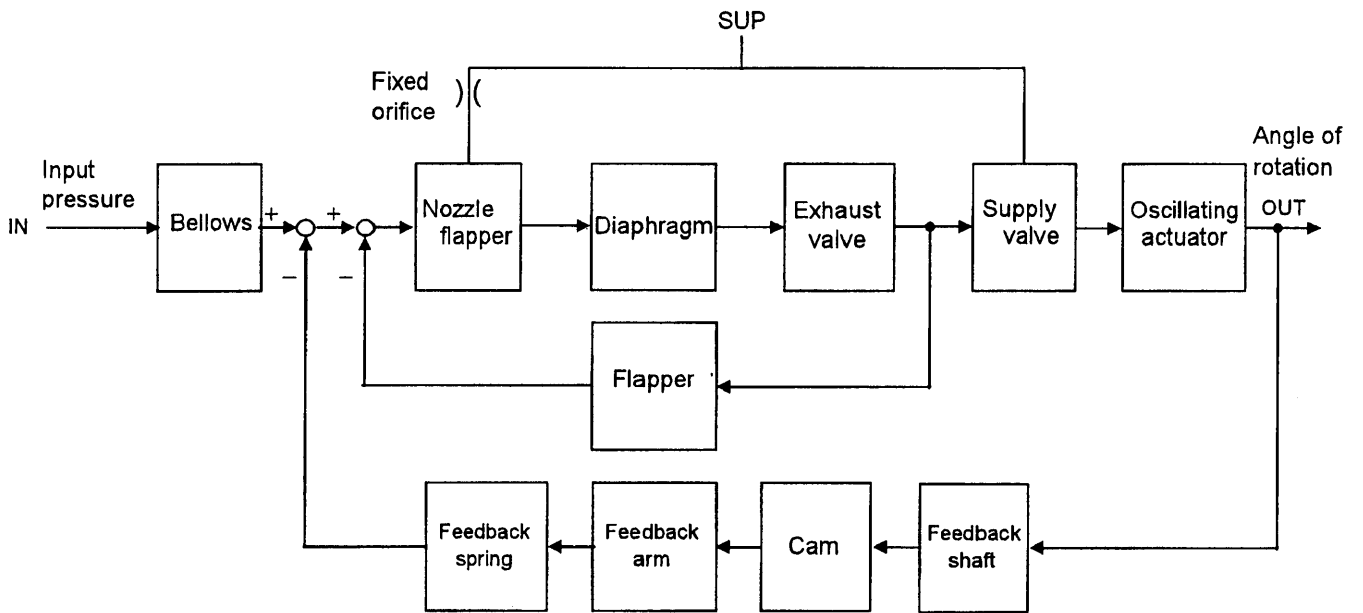 SUP
Fixed
orifice
)(
Angle of
rotation
Input
pressure
IN
Bellows
+
+
Nozzle
flapper
Diaphragm
Exhaust
valve
Supply
valve
Oscillating
actuator
OUT
−
−
Flapper
Feedback
spring
Feedback
arm
Cam
Feedback
shaft